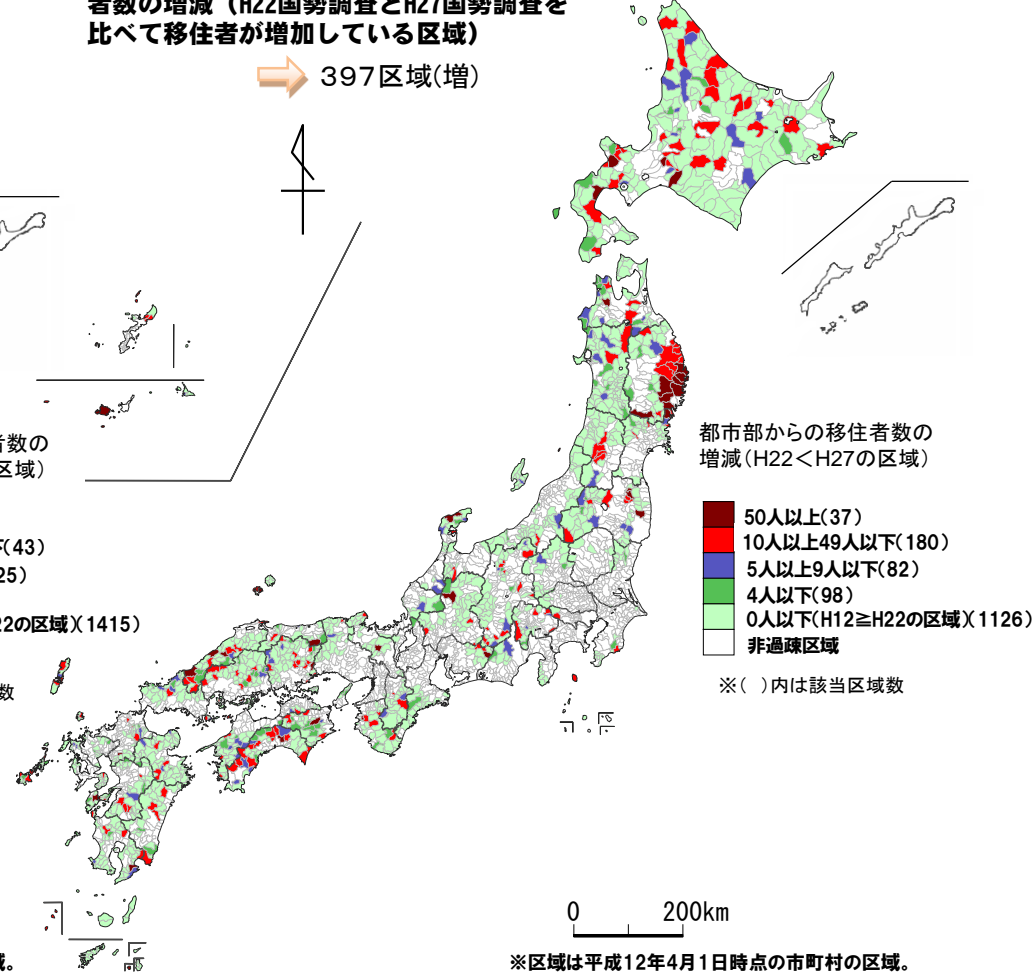 者数の増減（H22国勢調査とH27国勢調査を
比べて移住者が増加している区域）
397区域(増)
者数の
区域）
下(43)
25)
22の区域)(1415)
数
都市部からの移住者数の
増減(H22＜H27の区域)
50人以上(37)
10人以上49人以下(180)
5人以上9人以下(82)
4人以下(98)
0人以下(H12≧H22の区域)(1126)
非過疎区域
※( )内は該当区域数
0 200km
域。
※区域は平成12年4月1日時点の市町村の区域。